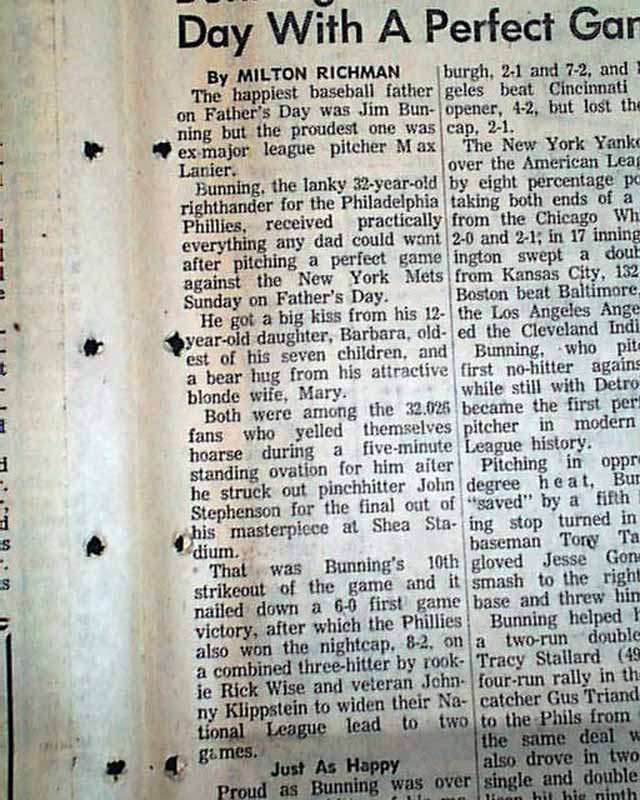 Day With A Perfect
By MILTON RICHMAN
The happiest baseball father
on Father's Day was Jim Bun-
ning but the proudest one was
ex-major league pitcher Max
Lanier.
Bunning, the lanky 32-year-old
righthander for the Philadelphia
Phillies, received practically
everything any dad could want
after pitching a perfect game
against the New York Mets
Sunday on Father's Day.
He got a big kiss from his 12-
year-old daughter, Barbara, old-
est of his seven children, and
a bear hug from his attractive
blonde wife, Mary.
Both were among the 32,026
fans who yelled themselves
hoarse during a five-minute
standing ovation for him after
he struck out pinchhitter John
Stephenson for the final out of
his masterpiece at Shea Sta-
dium.
That was Bunning's 10th
strikeout of the game and it
nailed down a 6-0 first game
victory, after which the Phillies
also won the nightcap, 8-2, on
a combined three-hitter by rook-
ie Rick Wise and veteran John-
ny Klippstein to widen their Na-
tional League lead to two
games.
Just As Happy
Proud as Bunning was over
burgh, 2-1 and 7-2, and
geles beat Cincinnati
opener, 4-2, but lost the
cap, 2-1.
The New York Yanke
over the American Leag
by eight percentage po
taking both ends of a
from the Chicago Wh
2-0 and 2-1; in 17 inning
ington swept a doub
from Kansas City, 132
Boston beat Baltimore,
the Los Angeles Ange
ed the Cleveland Indi
Bunning, who pit
first no-hitter agains
while still with Detro
became the first per
pitcher in modern
League history.
Pitching in oppre
degree heat, Bun
"saved" by a fifth
ing stop turned in
baseman Tony Ta
gloved Jesse Gon
smash to the right
base and threw him
Bunning helped
a two-run double
Tracy Stallard (49
four-run rally in the
catcher Gus Triand
to the Phils from
the same deal w
also drove in two
single and double
hit his ninth